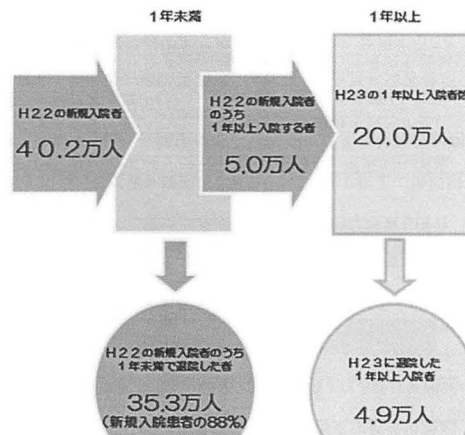 1年未満
1年以上
H22の新規入院者
40.2万人
H22の新規入院者
のうち
1年以上入院する者
5.0万人
H23の1年以上入院者数
20.0万人
H22の新規入院者のうち
1年未満で退院した者
35.3万人
(新規入院患者の88%)
H23に退院した
1年以上入院者
4.9万人